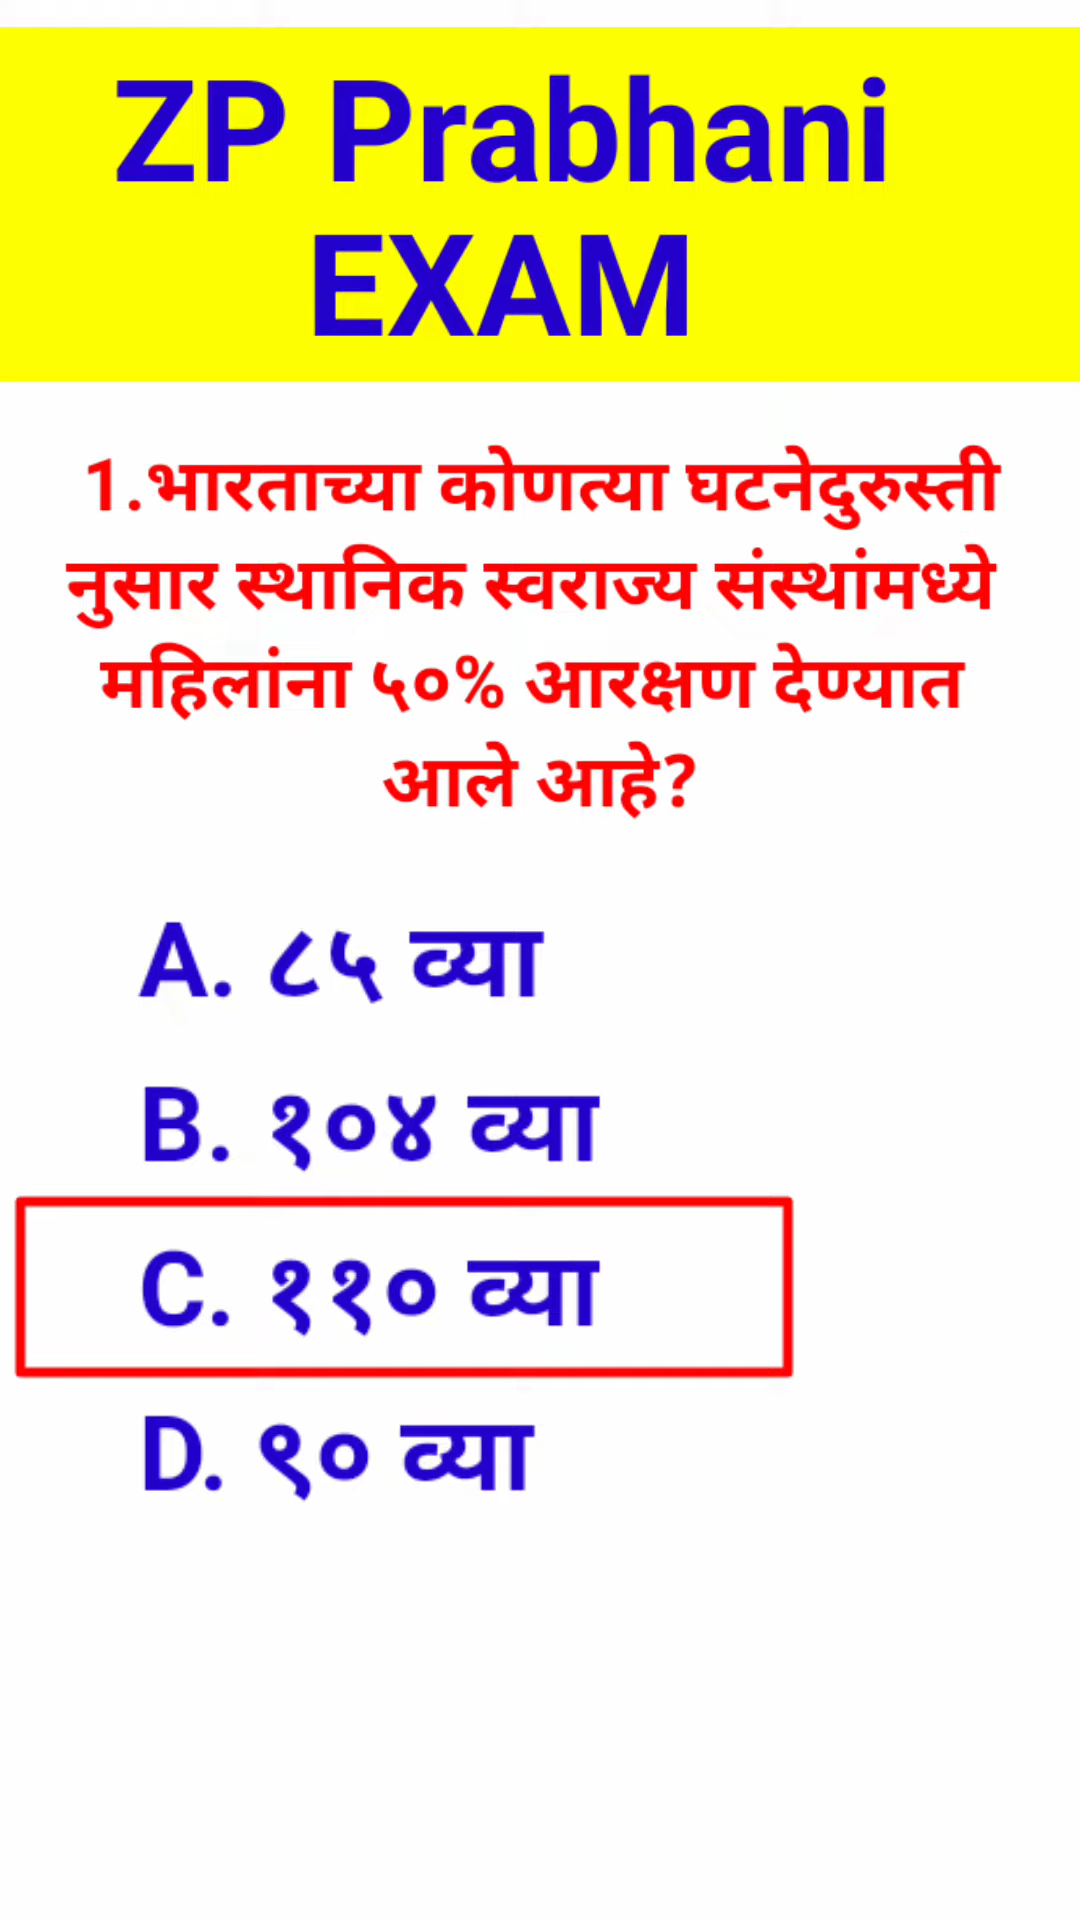 ZP Prabhani
EXAM
1.भारताच्या कोणत्या घटनेदुरुस्ती
नुसार स्थानिक स्वराज्य संस्थांमध्ये
महिलांना ५०% आरक्षण देण्यात
आले आहे?
A. ८५ व्या
B. १०४ व्या
C. ११० व्या
D. ९० व्या